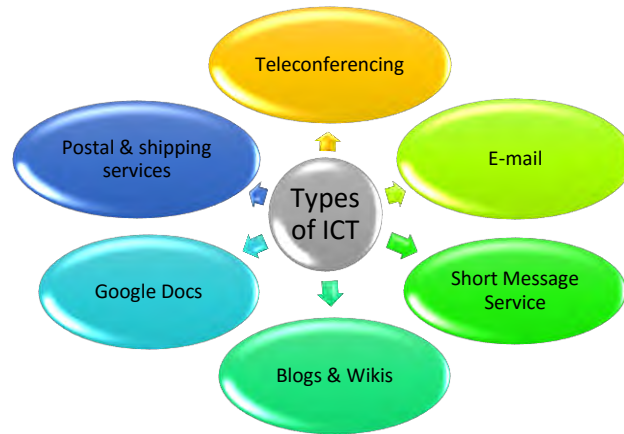 Teleconferencing
Postal & shipping
services
E-mail
Types
of ICT
Google Docs
Short Message
Service
Blogs & Wikis